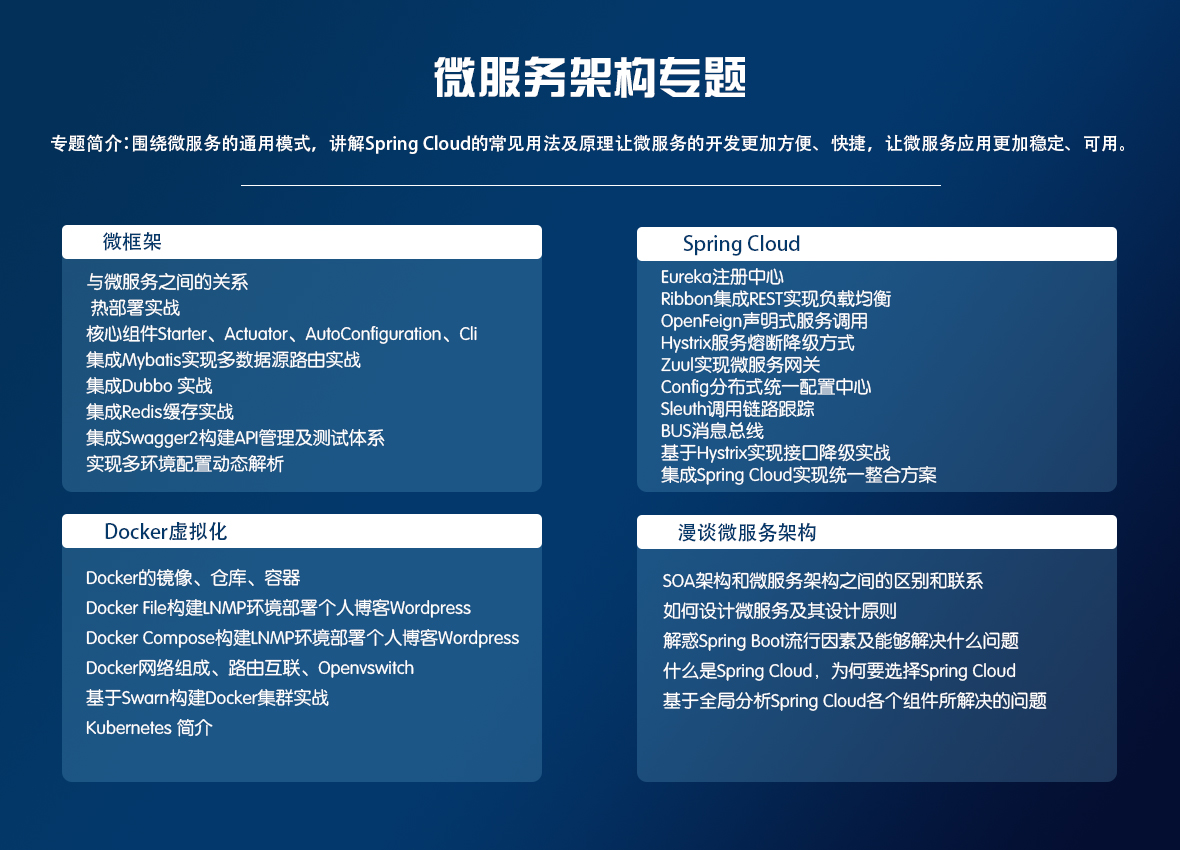 微服务架构专题
专题简介：围绕微服务的通用模式，讲解Spring Cloud的常见用法及原理让微服务的开发更加方便、快捷，让微服务应用更加稳定、可用。
微框架
与微服务之间的关系
热部署实战
核心组件Starter、Actuator、AutoConfiguration、Cli
集成Mybatis实现多数据源路由实战
集成Dubbo 实战
集成Redis缓存实战
集成Swagger2构建API管理及测试体系
实现多环境配置动态解析
Spring Cloud
Eureka注册中心
Ribbon集成REST实现负载均衡
OpenFeign声明式服务调用
Hystrix服务熔断降级方式
Zuul实现微服务网关
Config分布式统一配置中心
Sleuth调用链路跟踪
BUS消息总线
基于Hystrix实现接口降级实战
集成Spring Cloud实现统一整合方案
Docker虚拟化
Docker的镜像、仓库、容器
Docker File构建LNMP环境部署个人博客Wordpress
Docker Compose构建LNMP环境部署个人博客Wordpress
Docker网络组成、路由互联、Openvswitch
基于Swarn构建Docker集群实战
Kubernetes 简介
漫谈微服务架构
SOA架构和微服务架构之间的区别和联系
如何设计微服务及其设计原则
解惑Spring Boot流行因素及能够解决什么问题
什么是Spring Cloud，为何要选择Spring Cloud
基于全局分析Spring Cloud各个组件所解决的问题